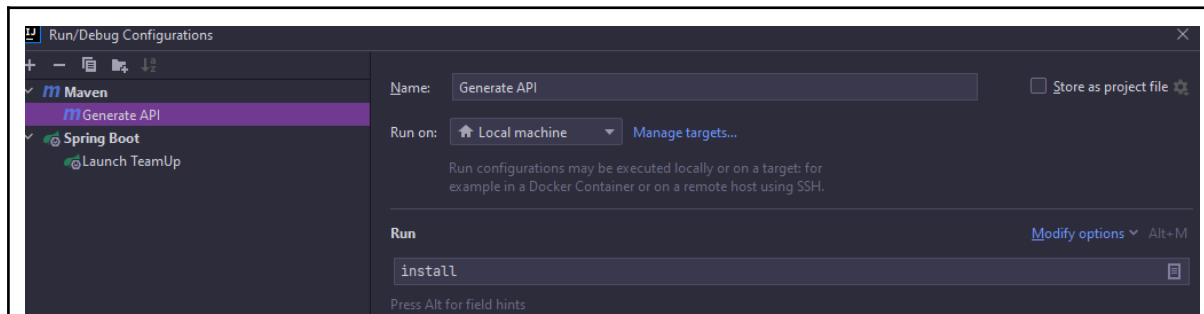 Run/Debug Configurations
Maven
Generate API
Spring Boot
Launch TeamUp
Name: Generate API
Store as project file
Run on: Local machine Manage targets...
Run configurations may be executed locally or on a target: for
example in a Docker Container or on a remote host using SSH.
Run Modify options Alt+M
install
Press Alt for field hints